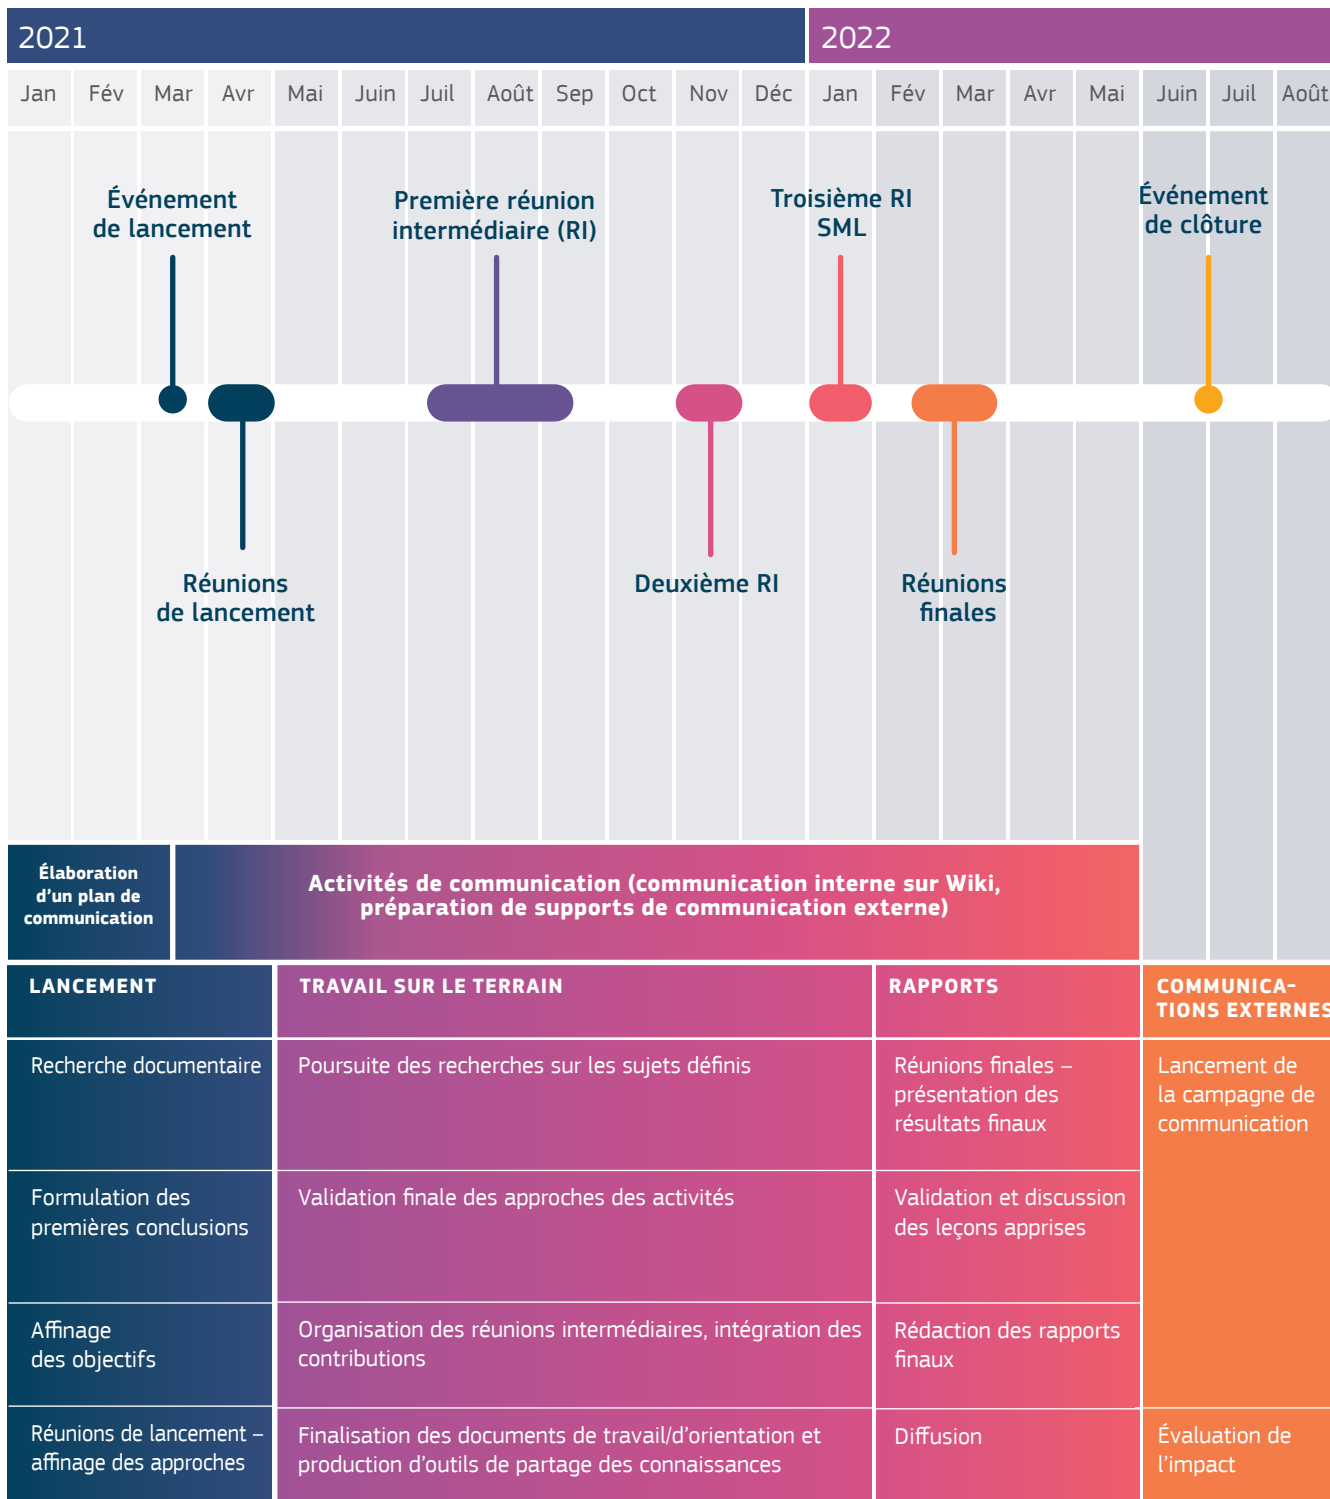 2021
2022
Jan Fév Mar Avr Mai Juin Juil Août Sep Oct Nov Déc Jan Fév Mar Avr Mai Juin Juil Août
Événement
de lancement
Première réunion
intermédiaire (RI)
Troisième RI
SML
Événement
de clôture
Réunions
de lancement
Deuxième RI
Réunions
finales
Élaboration
d’un plan de
communication
Activités de communication (communication interne sur Wiki,
préparation de supports de communication externe)
LANCEMENT
Recherche documentaire
Formulation des
premières conclusions
Affinage
des objectifs
Réunions de lancement –
affinage des approches
TRAVAIL SUR LE TERRAIN
Poursuite des recherches sur les sujets définis
Validation finale des approches des activités
Organisation des réunions intermédiaires, intégration des
contributions
Finalisation des documents de travail/d’orientation et
production d’outils de partage des connaissances
RAPPORTS
Réunions finales –
présentation des
résultats finaux
Validation et discussion
des leçons apprises
Rédaction des rapports
finaux
Diffusion
COMMUNICA-
TIONS EXTERNES
Lancement de
la campagne de
communication
Évaluation de
l’impact